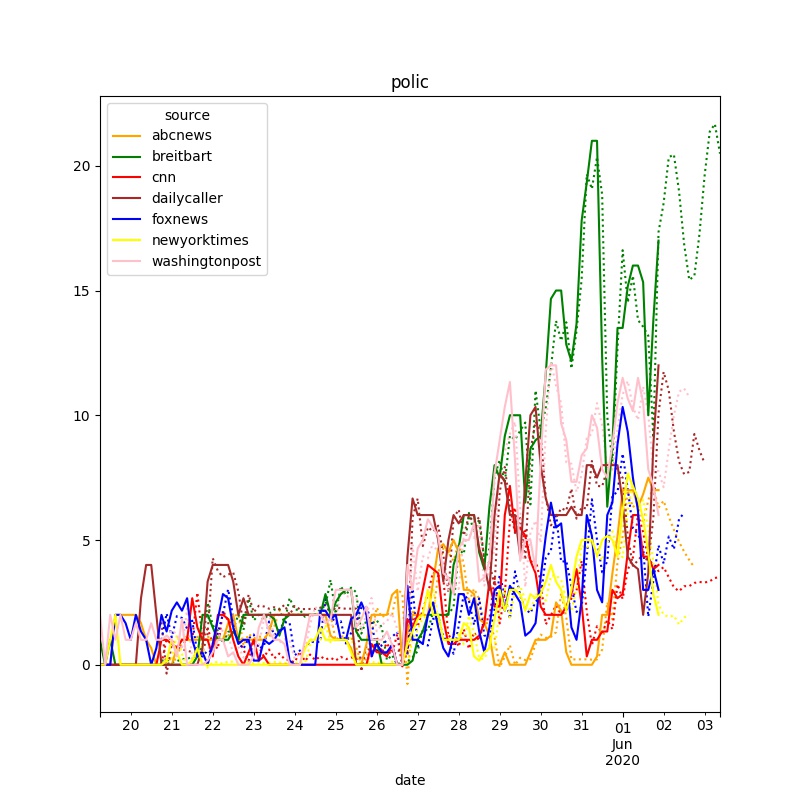 polic
source
abcnews
breitbart
cnn
dailycaller
foxnews
newyorktimes
washingtonpost
20
15
10
5
0
20 21 22 23 24 25 26 27 28 29 30 31 01 02 03
Jun
2020
date